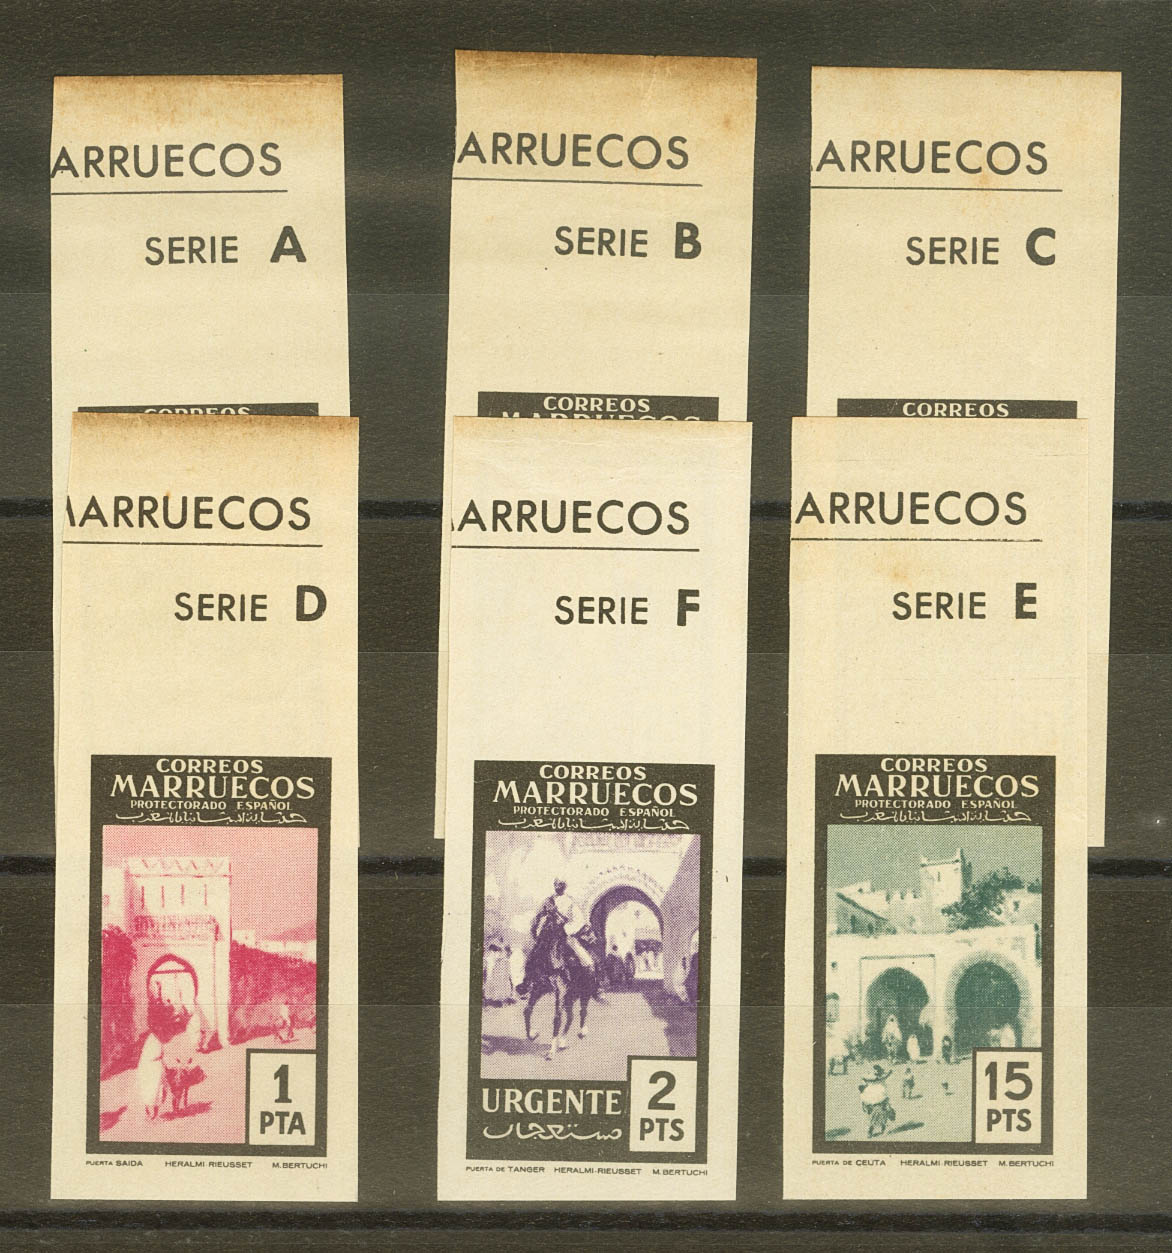 ARRUECOS
SERIE A
CORREOS
ARRUECOS
SERIE B
CORREOS
MARRUECOS
ARRUECOS
SERIE C
CORREOS
ARRUECOS
SERIE D
CORREOS
MARRUECOS
PROTECTORADO ESPAÑOL
1
PTA
PUERTA SAIDA HERALMI-RIEUSSET M.BERTUCHI
ARRUECOS
SERIE F
CORREOS
MARRUECOS
PROTECTORADO ESPAÑOL
URGENTE
2
PTS
PUERTA DE TANGER HERALMI-RIEUSSET M.BERTUCHI
ARRUECOS
SERIE E
CORREOS
MARRUECOS
PROTECTORADO ESPAÑOL
15
PTS
PUERTA DE CEUTA HERALMI-RIEUSSET M.BERTUCHI